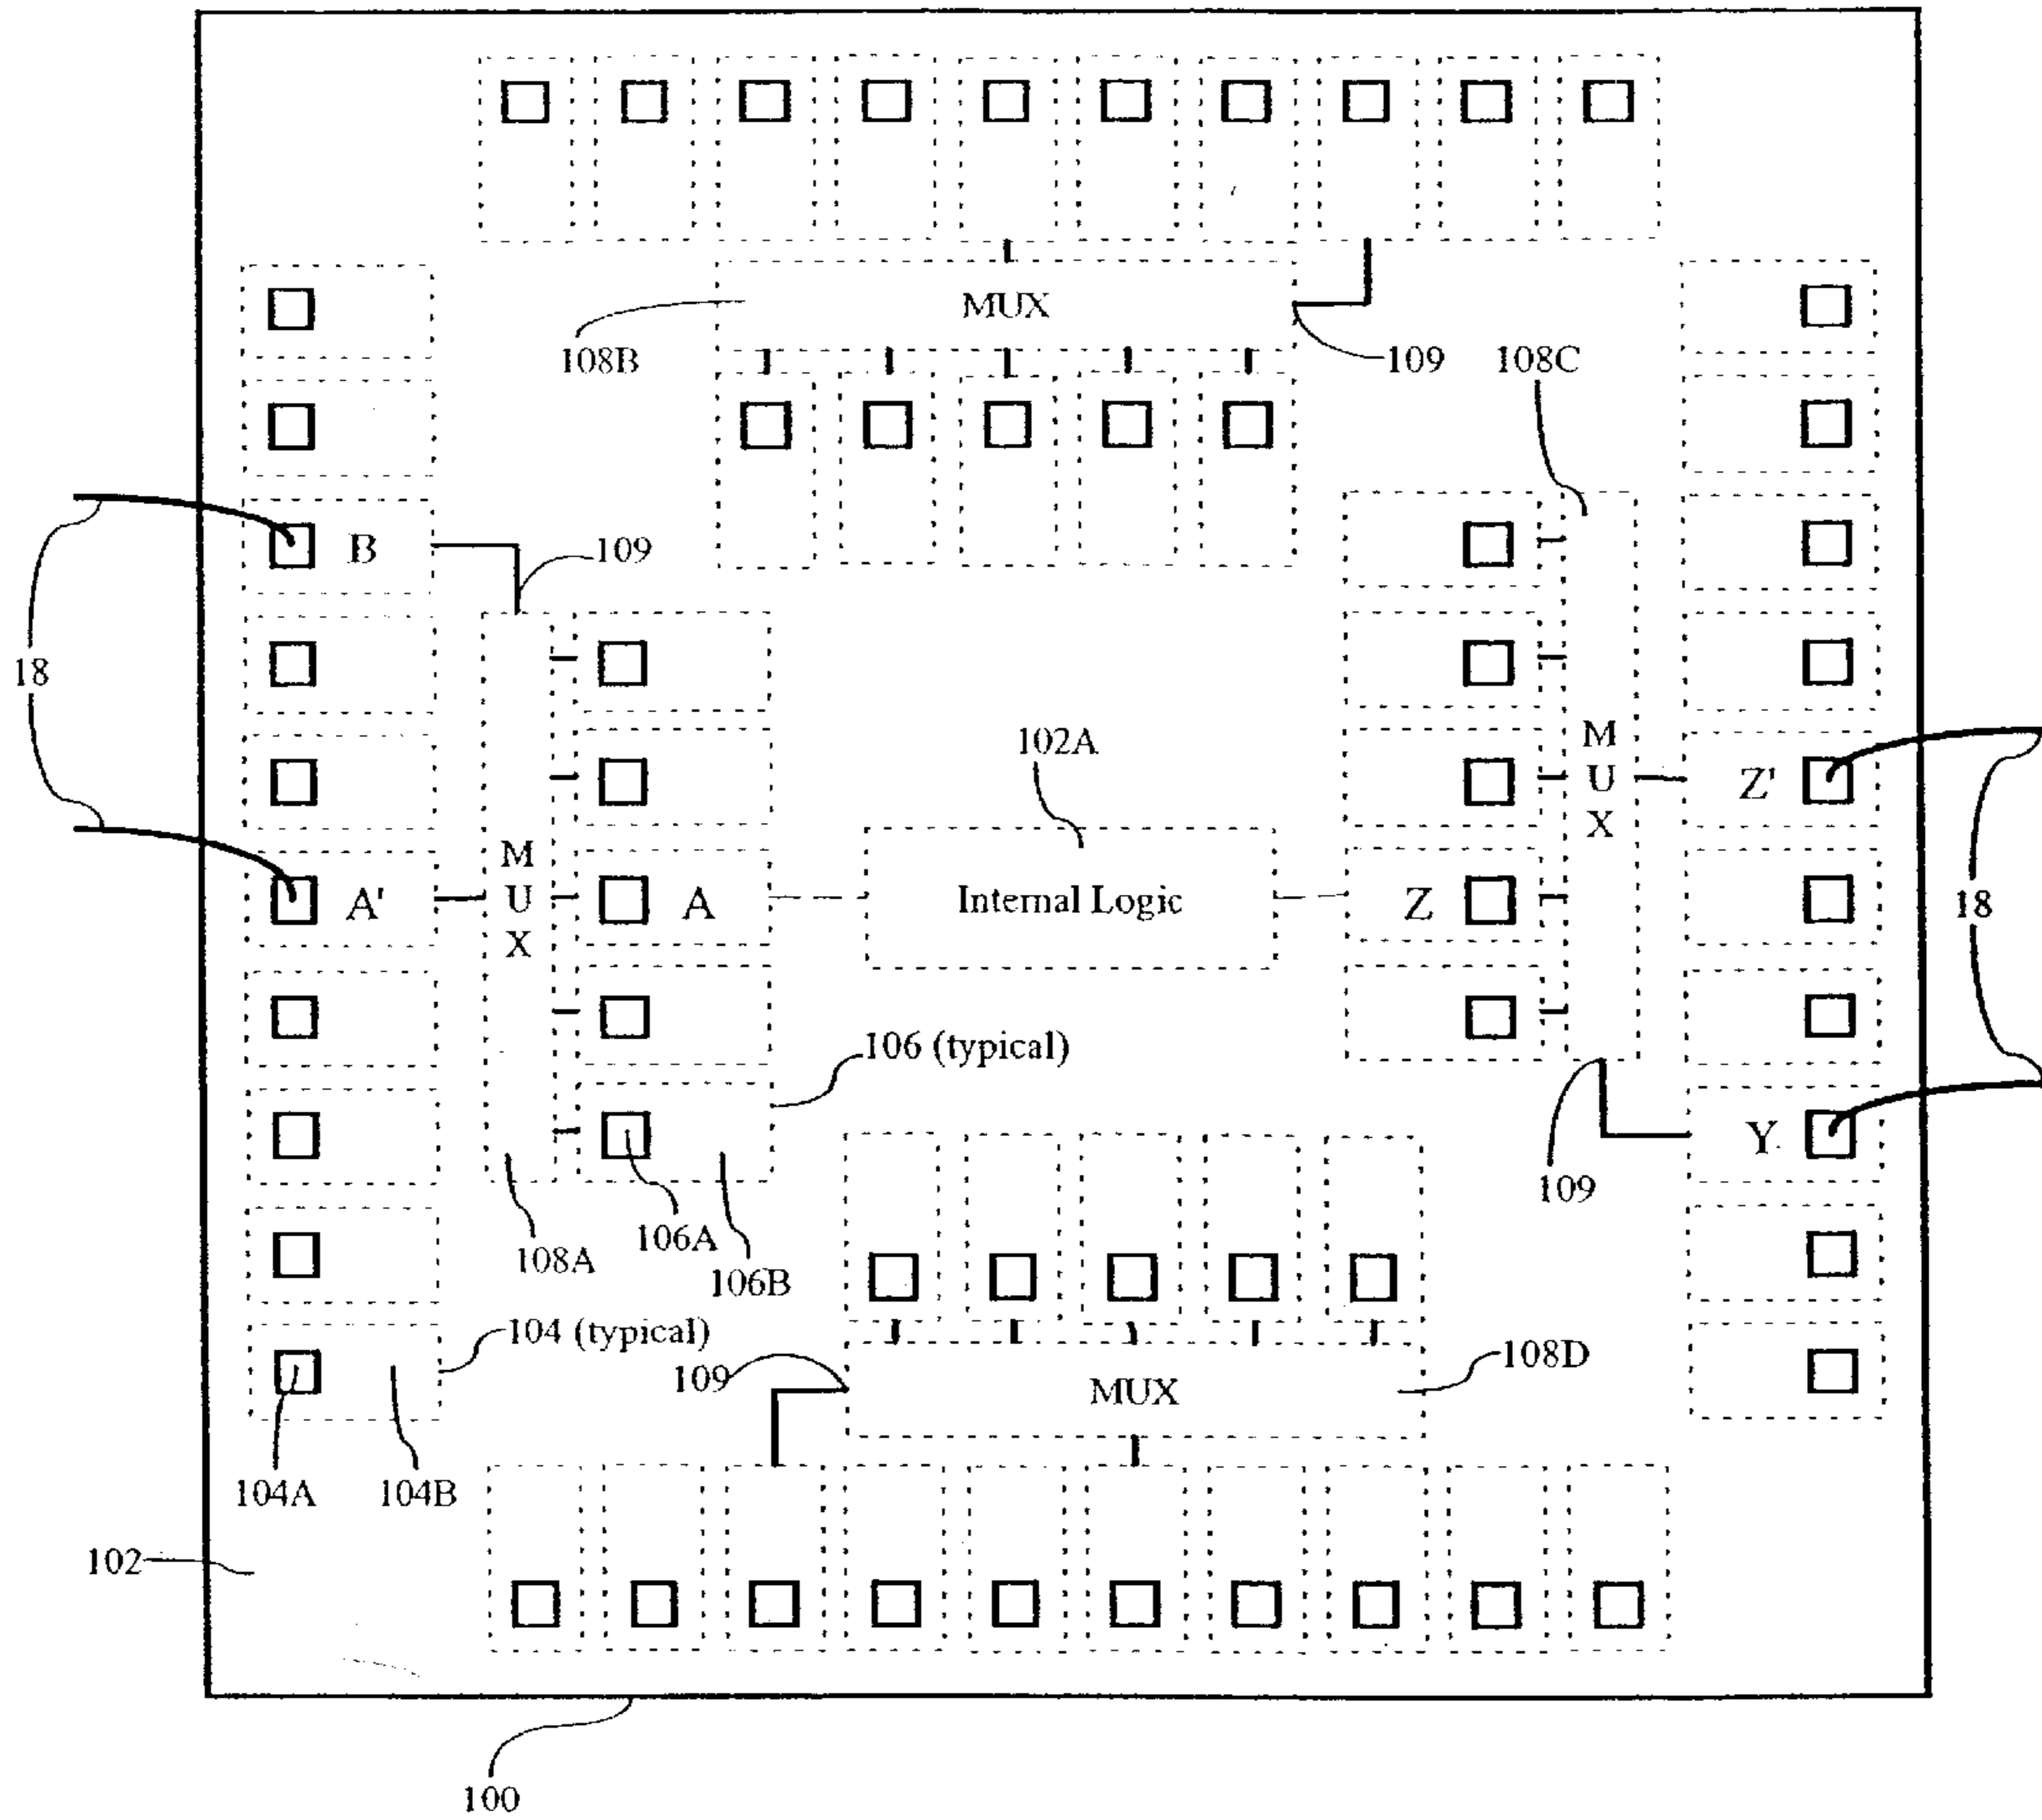 MUX
108B
109
108C
B
109
18
102A
M
U
X
Z'
M
U
X
A'
A
Internal Logic
Z
18
106 (typical)
Y
109
108A
106A
106B
104 (typical)
109
MUX
108D
104A
104B
102
100